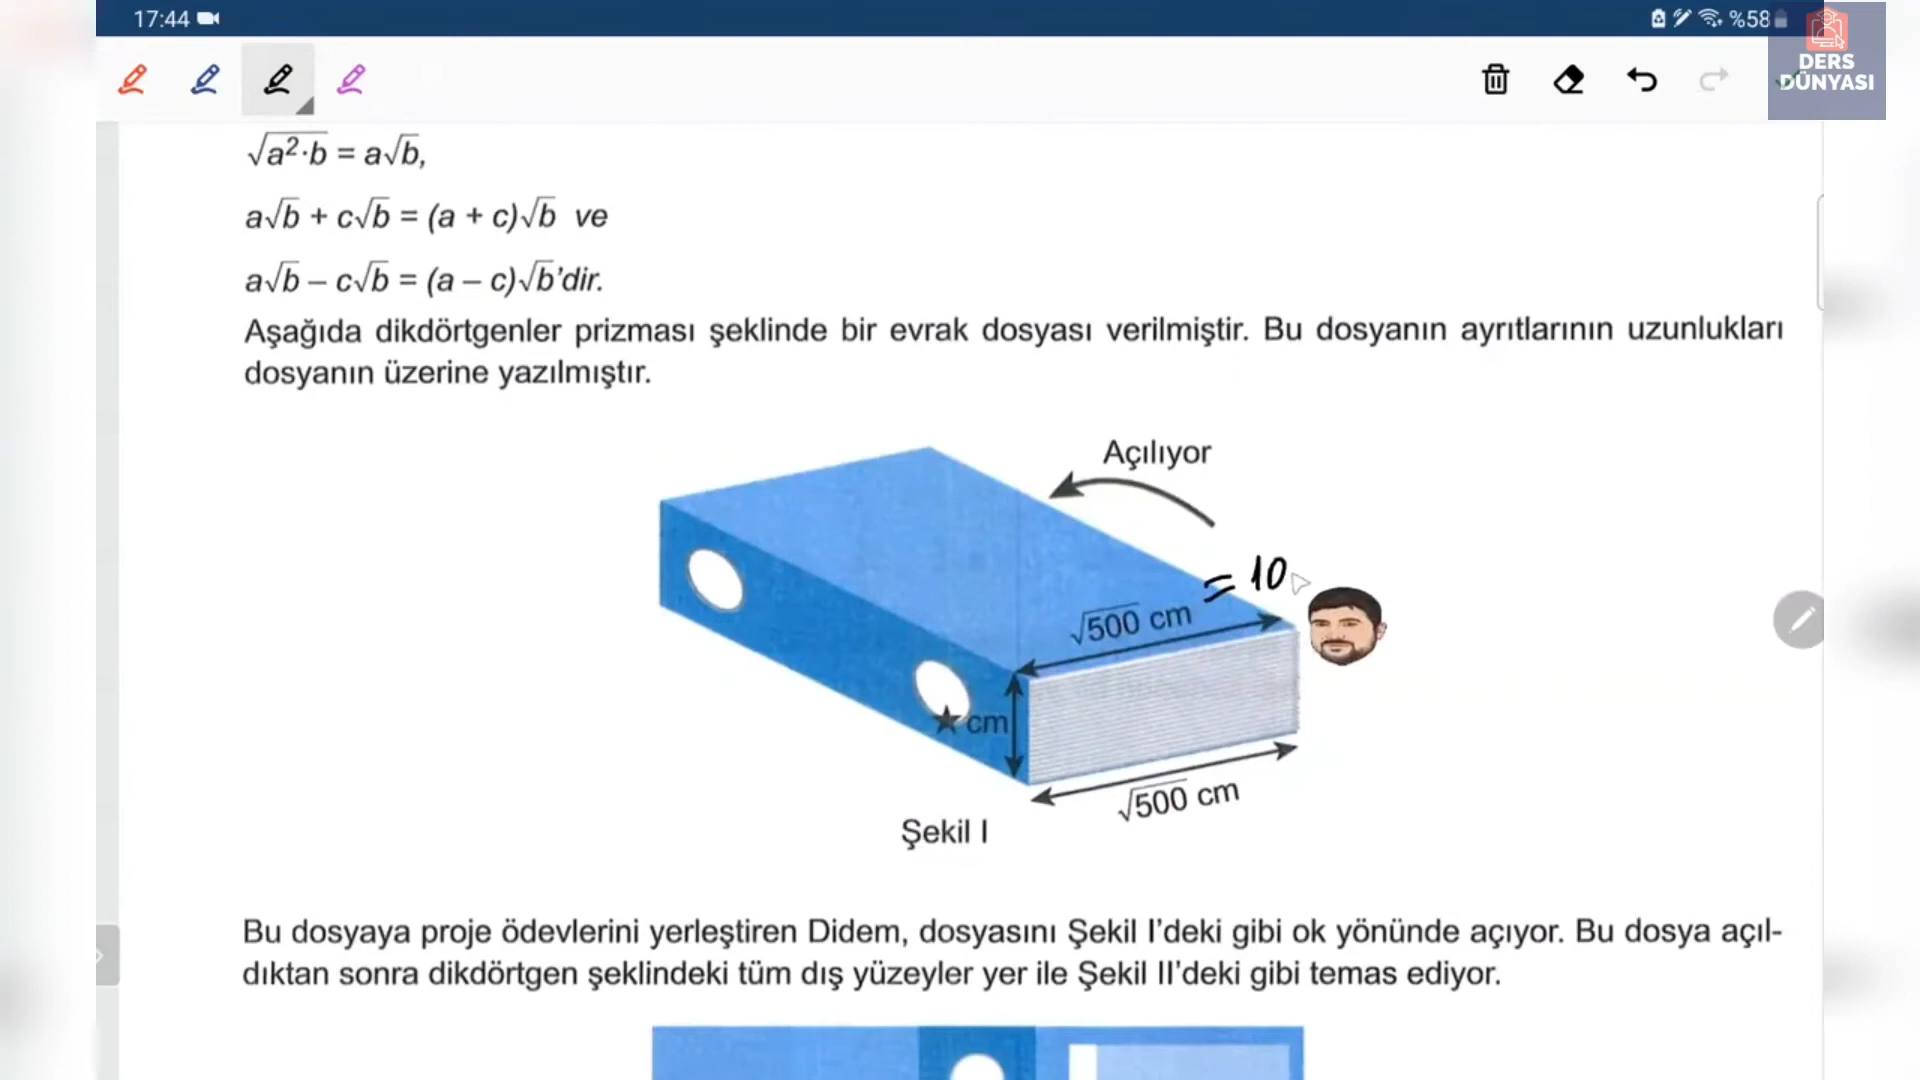 17:44
%58
DERS
DÜNYASI
√a²·b = a√b,
a√b + c√b = (a + c)√b ve
a√b – c√b = (a – c)√b’dir.
Aşağıda dikdörtgenler prizması şeklinde bir evrak dosyası verilmiştir. Bu dosyanın ayrıtlarının uzunlukları
dosyanın üzerine yazılmıştır.
Açılıyor
= 10
√500 cm
★ cm
√500 cm
Şekil I
Bu dosyaya proje ödevlerini yerleştiren Didem, dosyasını Şekil I’deki gibi ok yönünde açıyor. Bu dosya açıl-
dıktan sonra dikdörtgen şeklindeki tüm dış yüzeyler yer ile Şekil II’deki gibi temas ediyor.